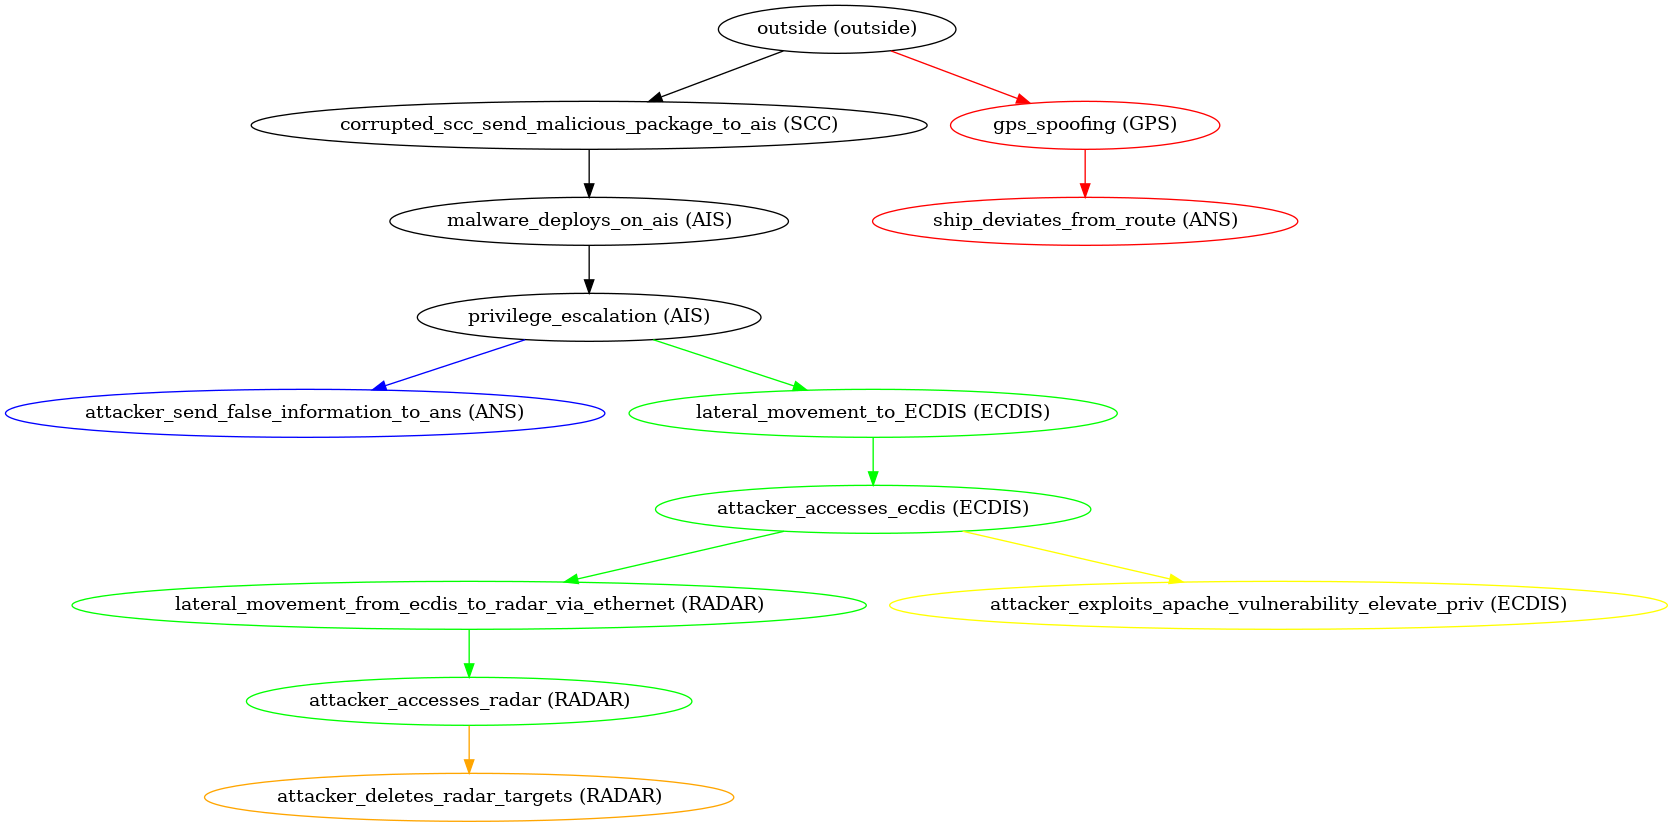 outside (outside)
corrupted_scc_send_malicious_package_to_ais (SCC)
gps_spoofing (GPS)
malware_deploys_on_ais (AIS)
ship_deviates_from_route (ANS)
privilege_escalation (AIS)
attacker_send_false_information_to_ans (ANS)
lateral_movement_to_ECDIS (ECDIS)
attacker_accesses_ecdis (ECDIS)
lateral_movement_from_ecdis_to_radar_via_ethernet (RADAR)
attacker_exploits_apache_vulnerability_elevate_priv (ECDIS)
attacker_accesses_radar (RADAR)
attacker_deletes_radar_targets (RADAR)